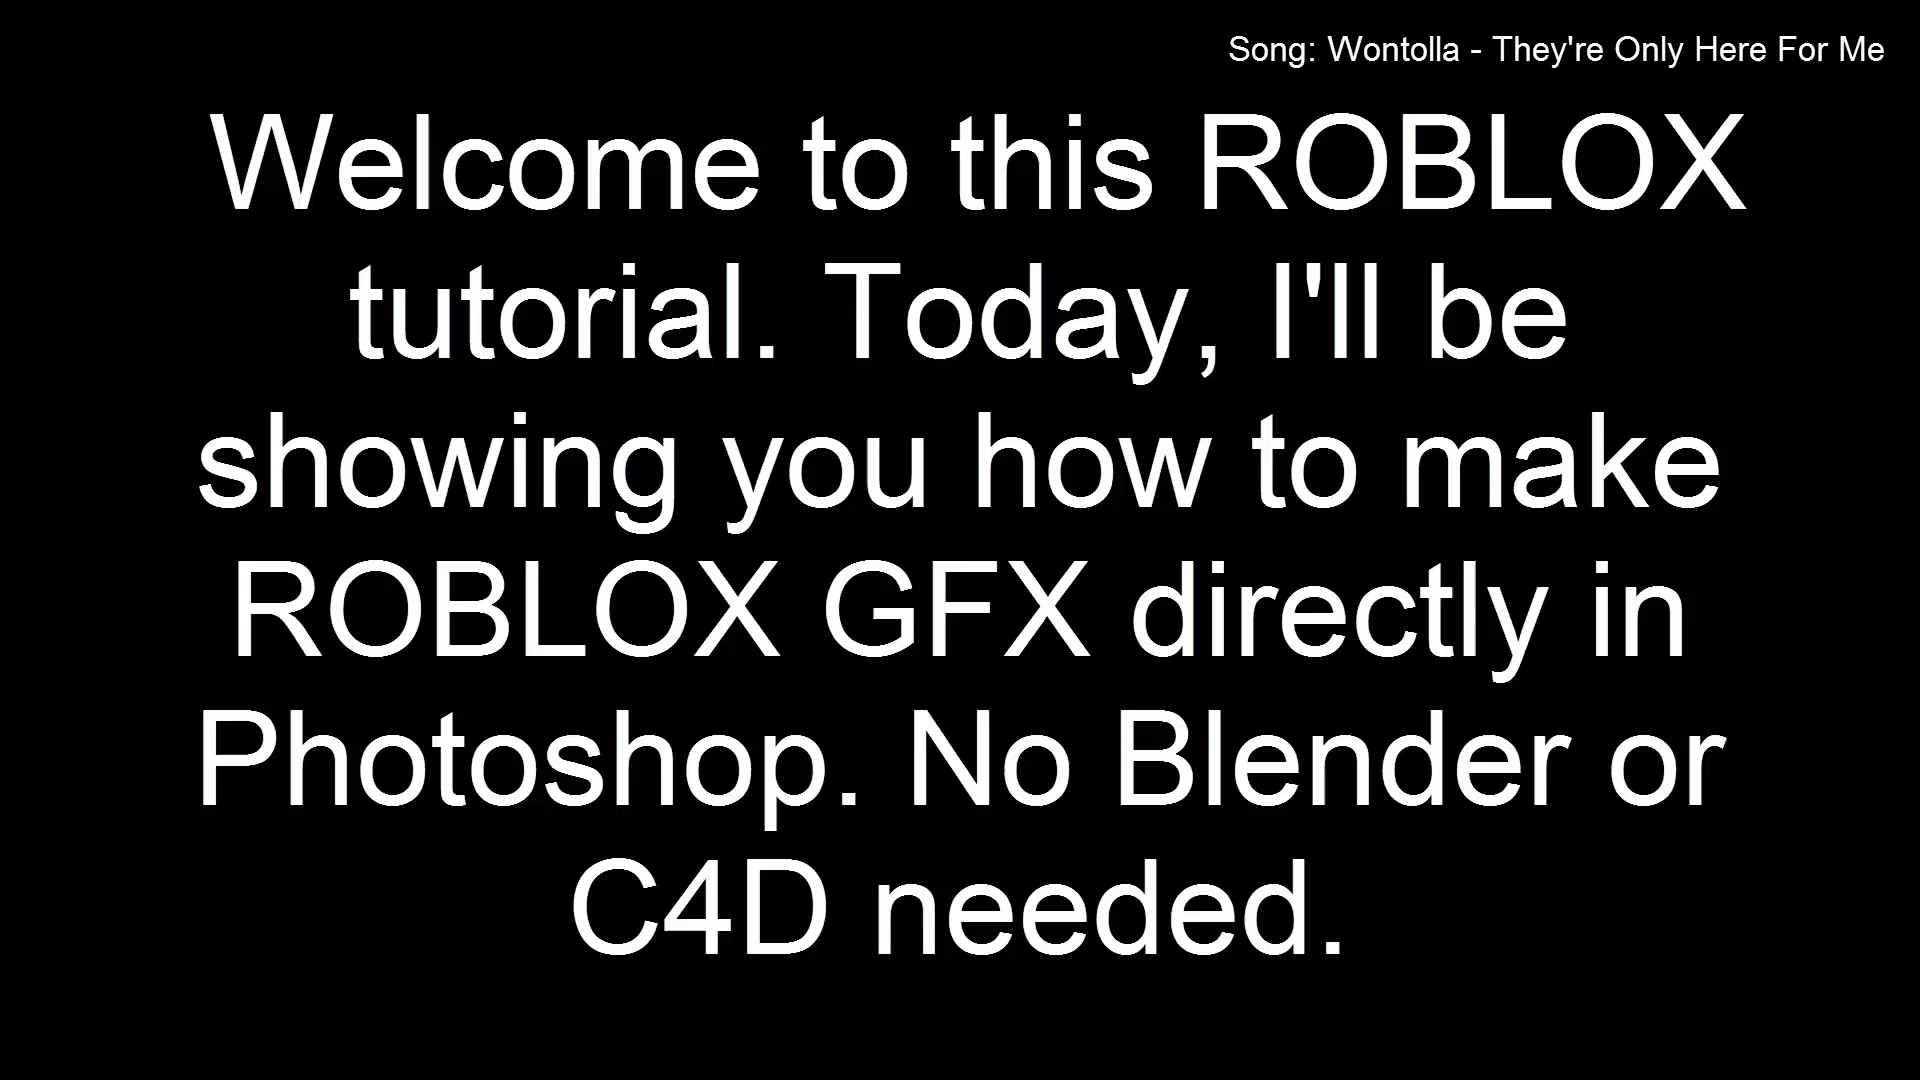 Song: Wontolla - They're Only Here For Me
Welcome to this ROBLOX
tutorial. Today, I'll be
showing you how to make
ROBLOX GFX directly in
Photoshop. No Blender or
C4D needed.